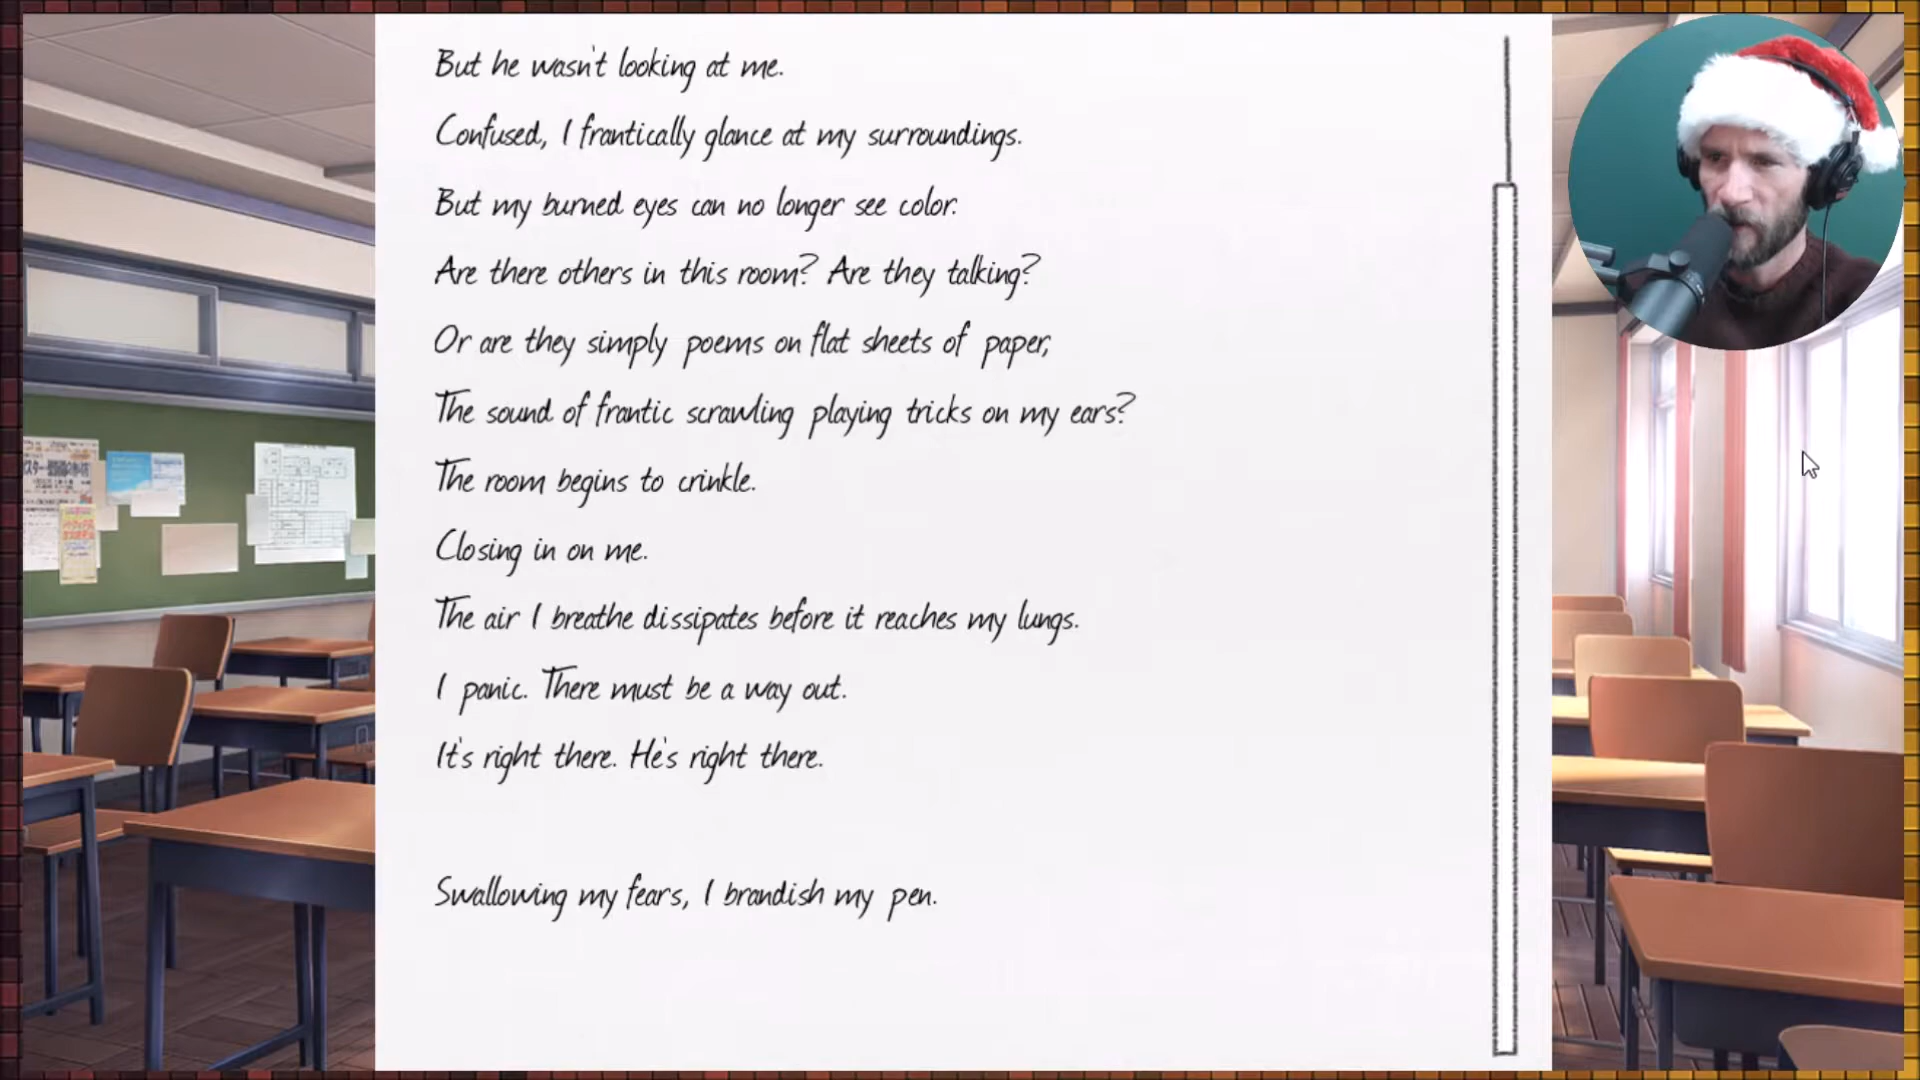 But he wasn't looking at me.
Confused, I frantically glance at my surroundings.
But my burned eyes can no longer see color.
Are there others in this room? Are they talking?
Or are they simply poems on flat sheets of paper,
The sound of frantic scrawling playing tricks on my ears?
The room begins to crinkle.
Closing in on me.
The air I breathe dissipates before it reaches my lungs.
I panic. There must be a way out.
It's right there. He's right there.
Swallowing my fears, I brandish my pen.